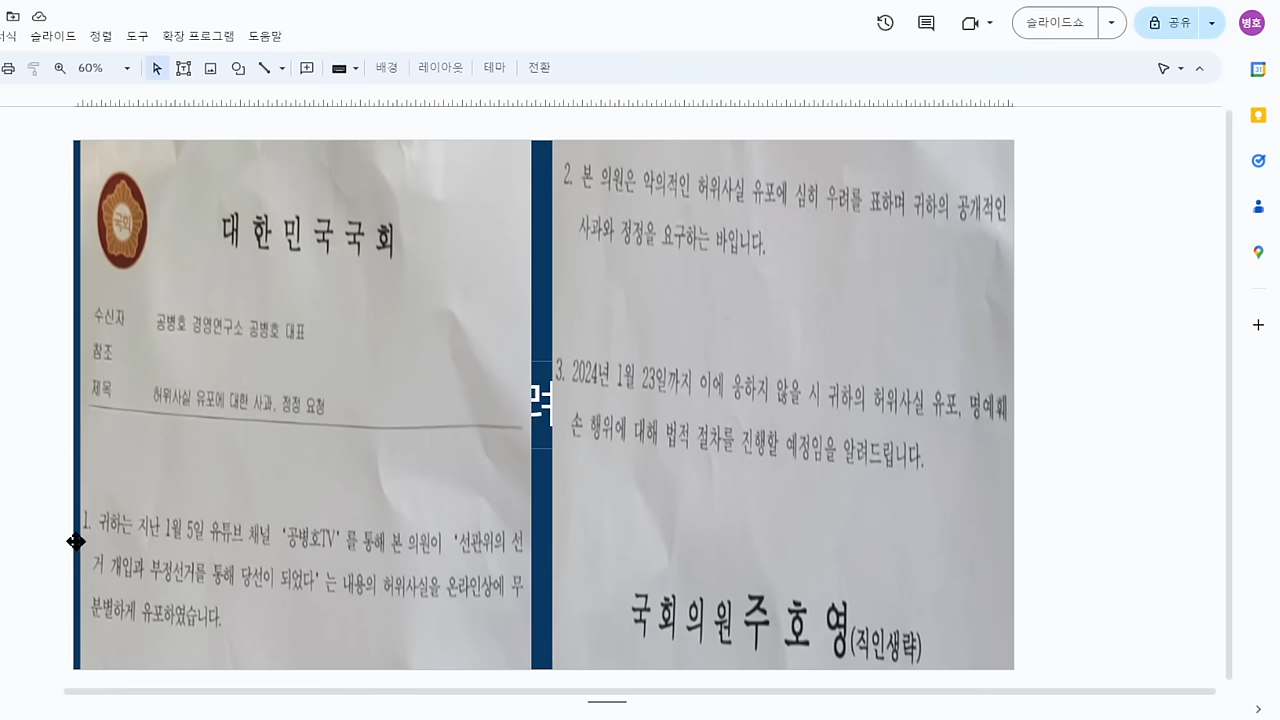 서식 슬라이드 정렬 도구 확장 프로그램 도움말
슬라이드쇼
공유
병호
60%
배경 레이아웃 테마 전환
31
국회
대한민국국회
수신자 공병호 경영연구소 공병호 대표
참조
제목 허위사실 유포에 대한 사과, 정정 요청
1. 귀하는 지난 1월 5일 유튜브 채널 '공병호TV'를 통해 본 의원이 '선관위의 선
거 개입과 부정선거를 통해 당선이 되었다'는 내용의 허위사실을 온라인상에 무
분별하게 유포하였습니다.
2. 본 의원은 악의적인 허위사실 유포에 심히 우려를 표하며 귀하의 공개적인
사과와 정정을 요구하는 바입니다.
3. 2024년 1월 23일까지 이에 응하지 않을 시 귀하의 허위사실 유포, 명예훼
손 행위에 대해 법적 절차를 진행할 예정임을 알려드립니다.
국회의원 주호영(직인생략)